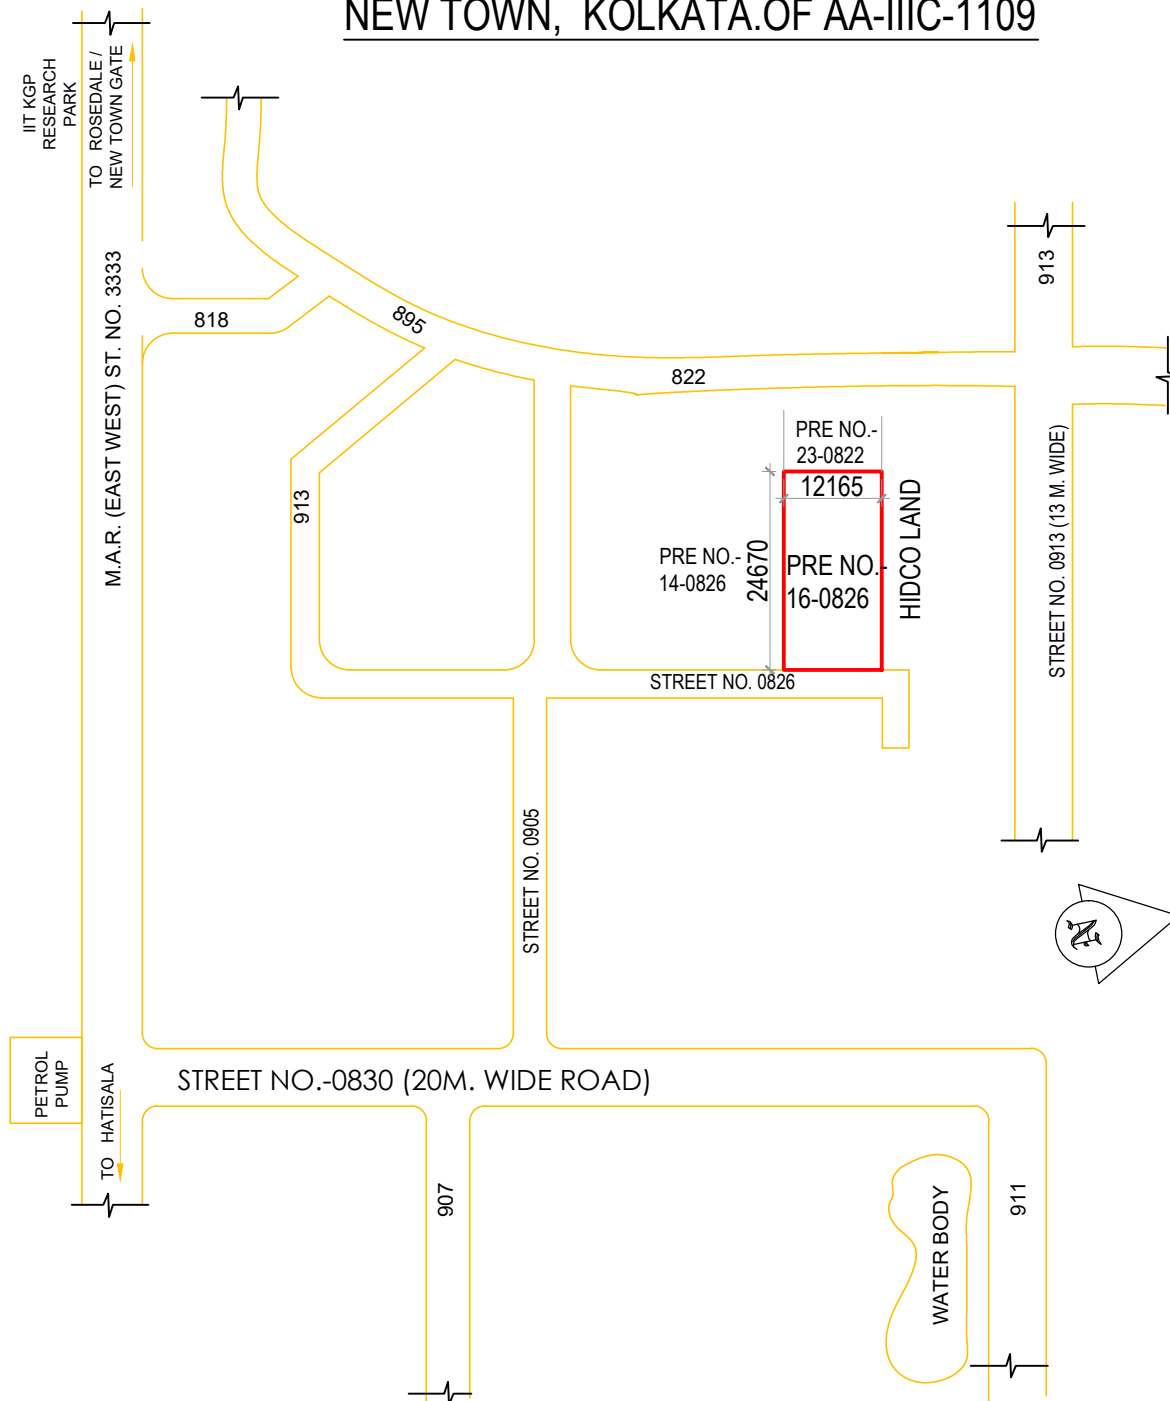 NEW TOWN, KOLKATA.OF AA-IIIC-1109
IIT KGP
RESEARCH
PARK
TO ROSEDALE /
NEW TOWN GATE
M.A.R. (EAST WEST) ST. NO. 3333
818
895
822
913
913
PRE NO.-
23-0822
12165
24670
PRE NO.-
14-0826
PRE NO.-
16-0826
HIDCO LAND
STREET NO. 0913 (13 M. WIDE)
STREET NO. 0826
STREET NO. 0905
N
PETROL
PUMP
TO HATISALA
STREET NO.-0830 (20M. WIDE ROAD)
907
WATER BODY
911